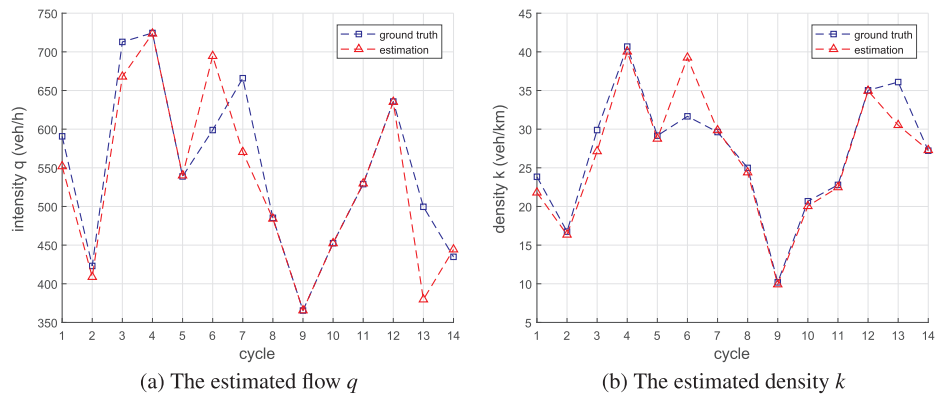 750
700
650
600
550
500
450
400
350
intensity q (veh/h)
1 2 3 4 5 6 7 8 9 10 11 12 13 14
cycle
ground truth
estimation
(a) The estimated flow q
45
40
35
30
25
20
15
10
5
density k (veh/km)
1 2 3 4 5 6 7 8 9 10 11 12 13 14
cycle
ground truth
estimation
(b) The estimated density k